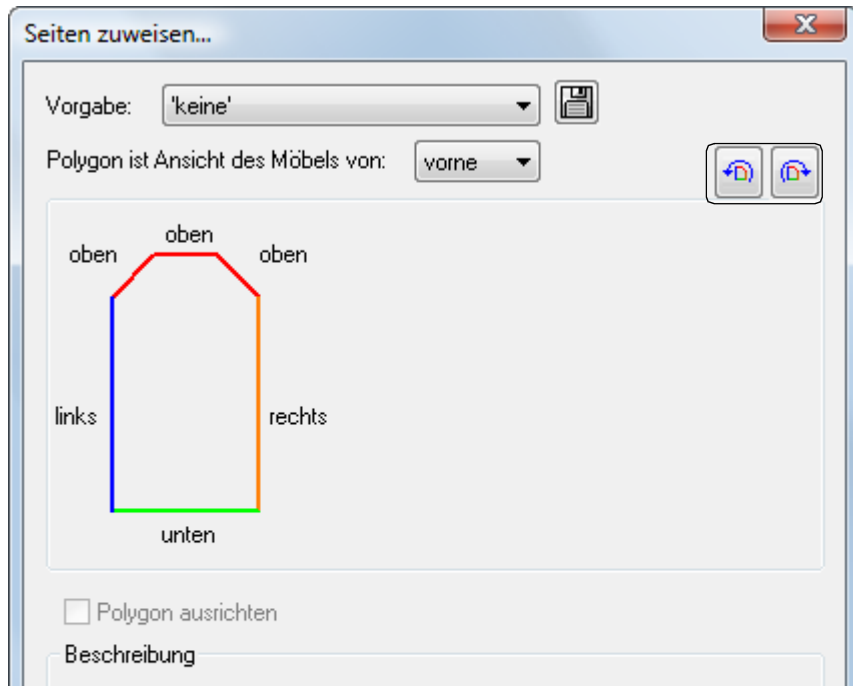 Seiten zuweisen...
Vorgabe: 'keine'
Polygon ist Ansicht des Möbels von: vorne
oben
oben
oben
links
rechts
unten
Polygon ausrichten
Beschreibung